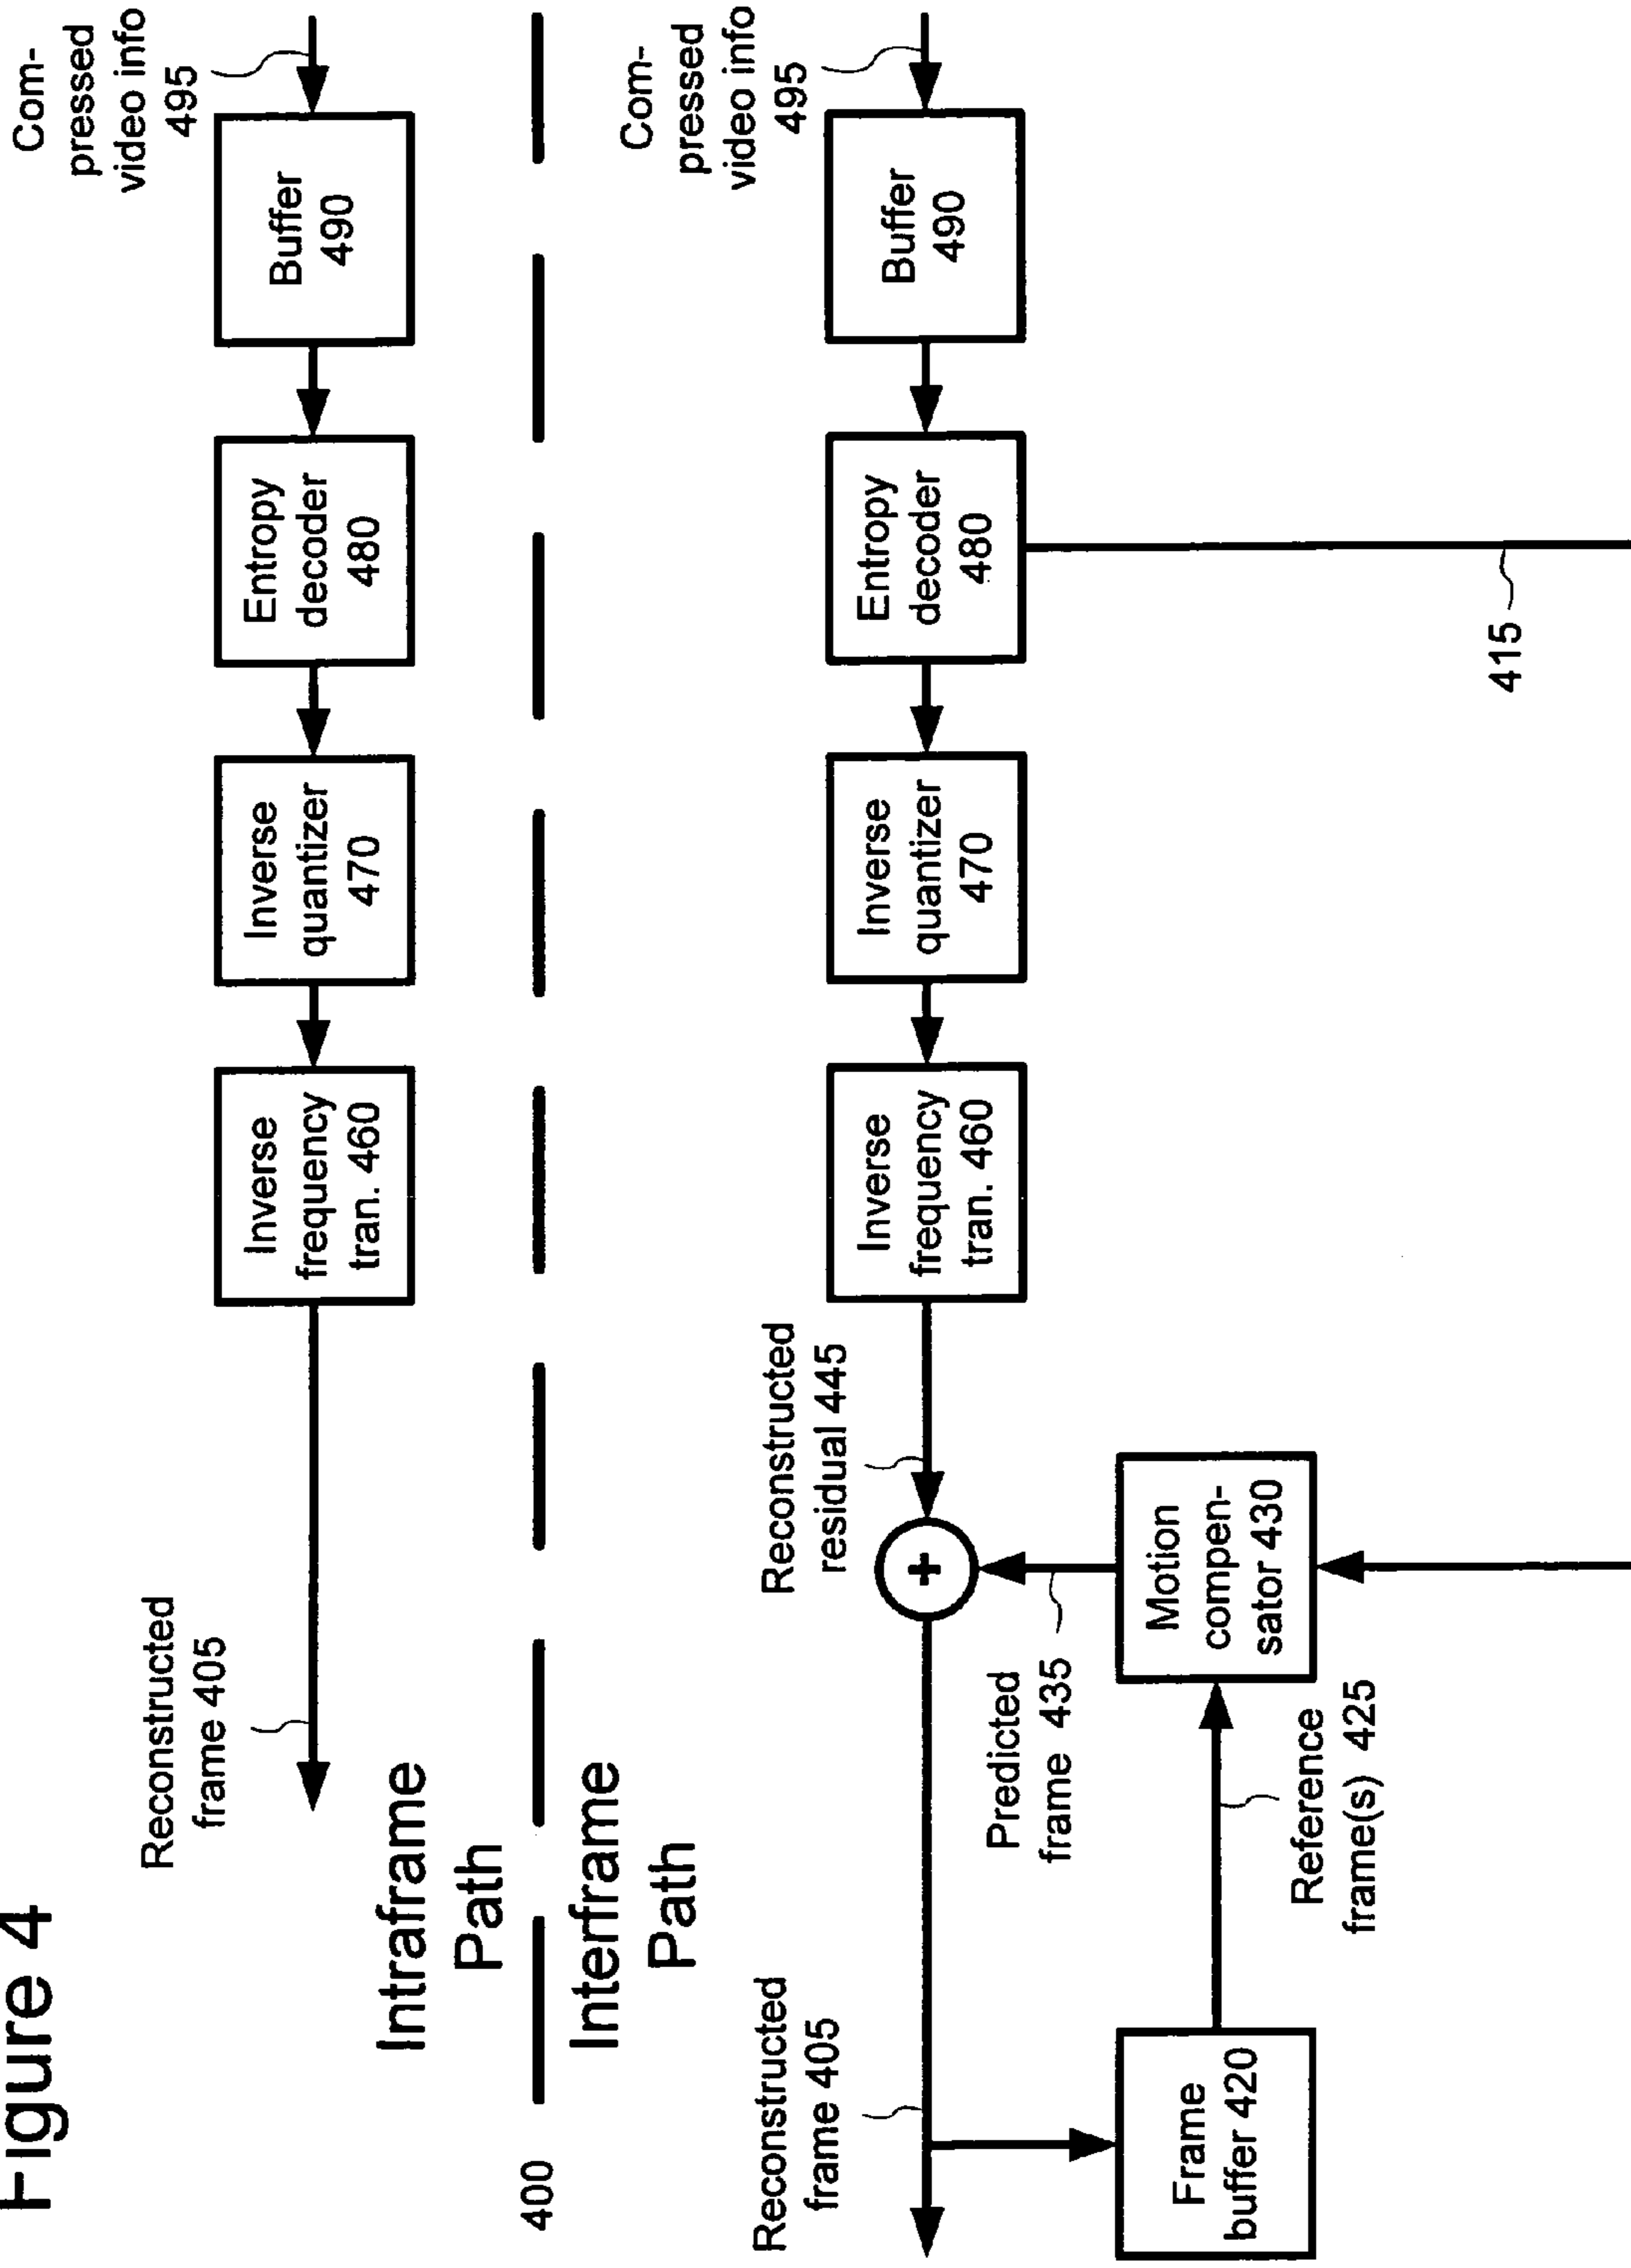 Figure 4
Reconstructed
frame 405
Inverse
frequency
tran. 460
Inverse
quantizer
470
Entropy
decoder
480
Buffer
490
Com-
pressed
video info
495
Intraframe
Path
400
Interframe
Path
Reconstructed
frame 405
Reconstructed
residual 445
+
Inverse
frequency
tran. 460
Inverse
quantizer
470
Entropy
decoder
480
Buffer
490
Com-
pressed
video info
495
Predicted
frame 435
Frame
buffer 420
Reference
frame(s) 425
Motion
compen-
sator 430
415